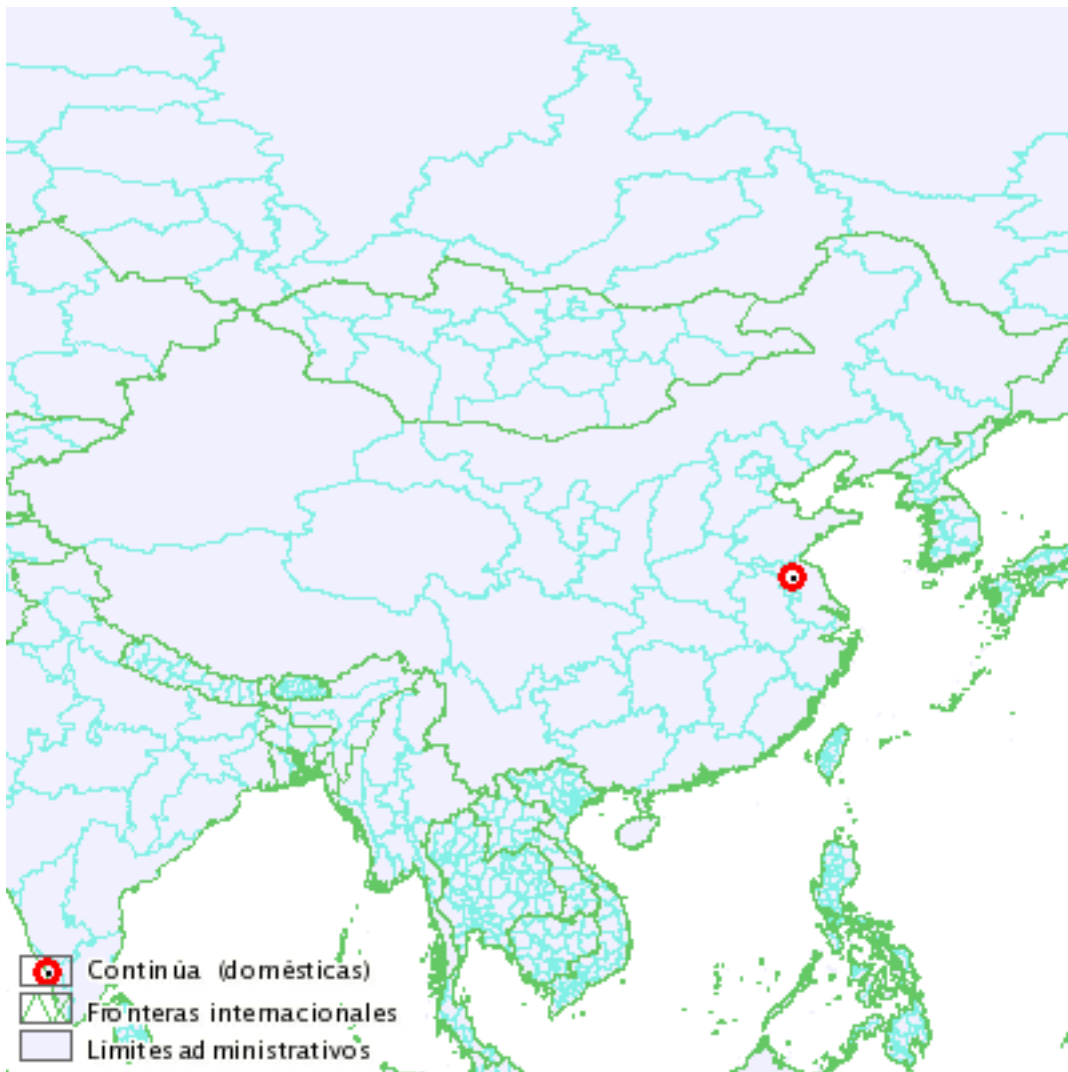 Continúa (domésticas)
Fronteras internacionales
Límites administrativos